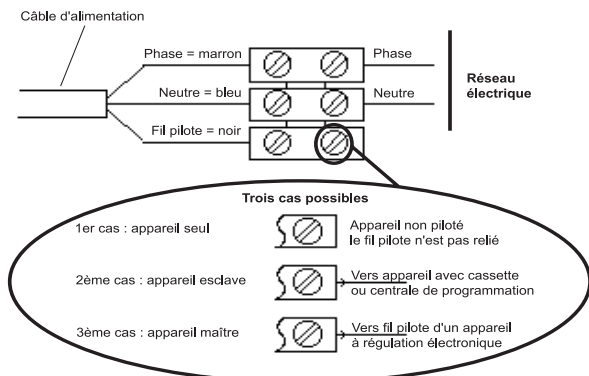 Câble d'alimentation
Phase = marron
Phase
Neutre = bleu
Neutre
Fil pilote = noir
Réseau
électrique
Trois cas possibles
1er cas : appareil seul
Appareil non piloté
le fil pilote n'est pas relié
2ème cas : appareil esclave
Vers appareil avec cassette
ou centrale de programmation
3ème cas : appareil maître
Vers fil pilote d'un appareil
à régulation électronique